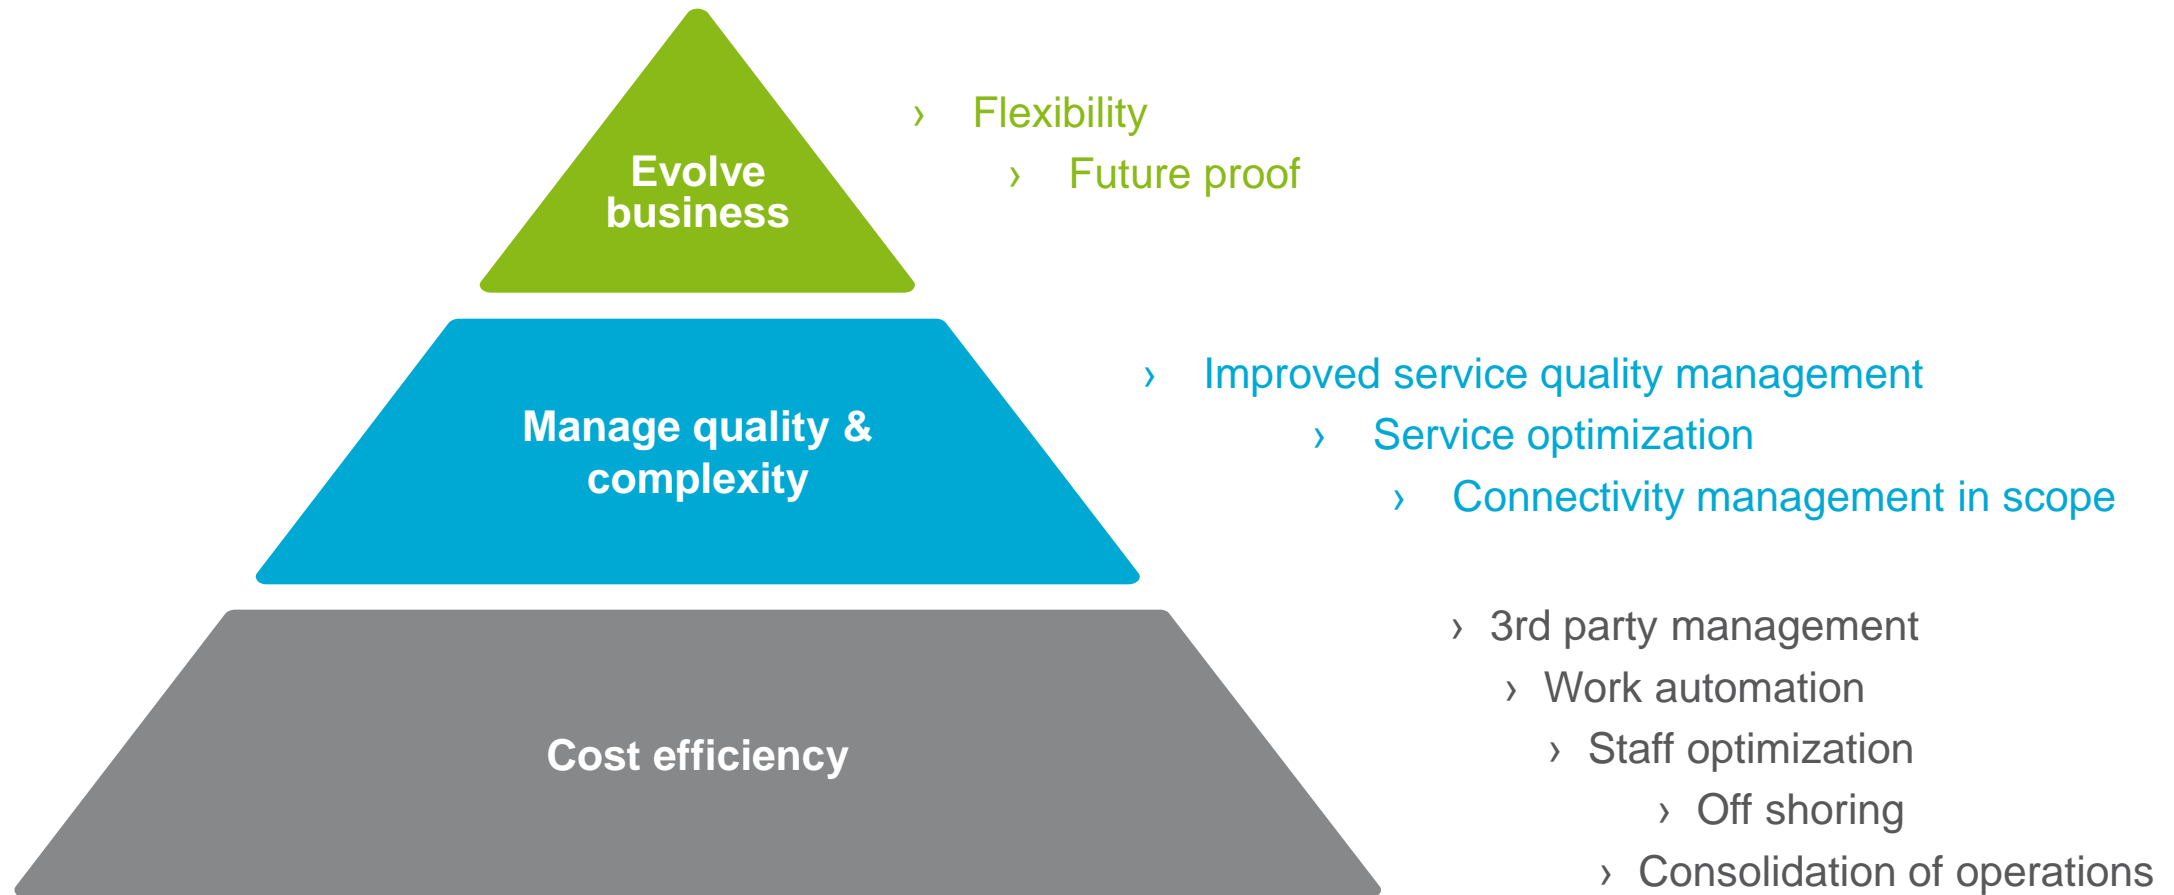 Evolve
business
› Flexibility
› Future proof
Manage quality &
complexity
› Improved service quality management
› Service optimization
› Connectivity management in scope
Cost efficiency
› 3rd party management
› Work automation
› Staff optimization
› Off shoring
› Consolidation of operations